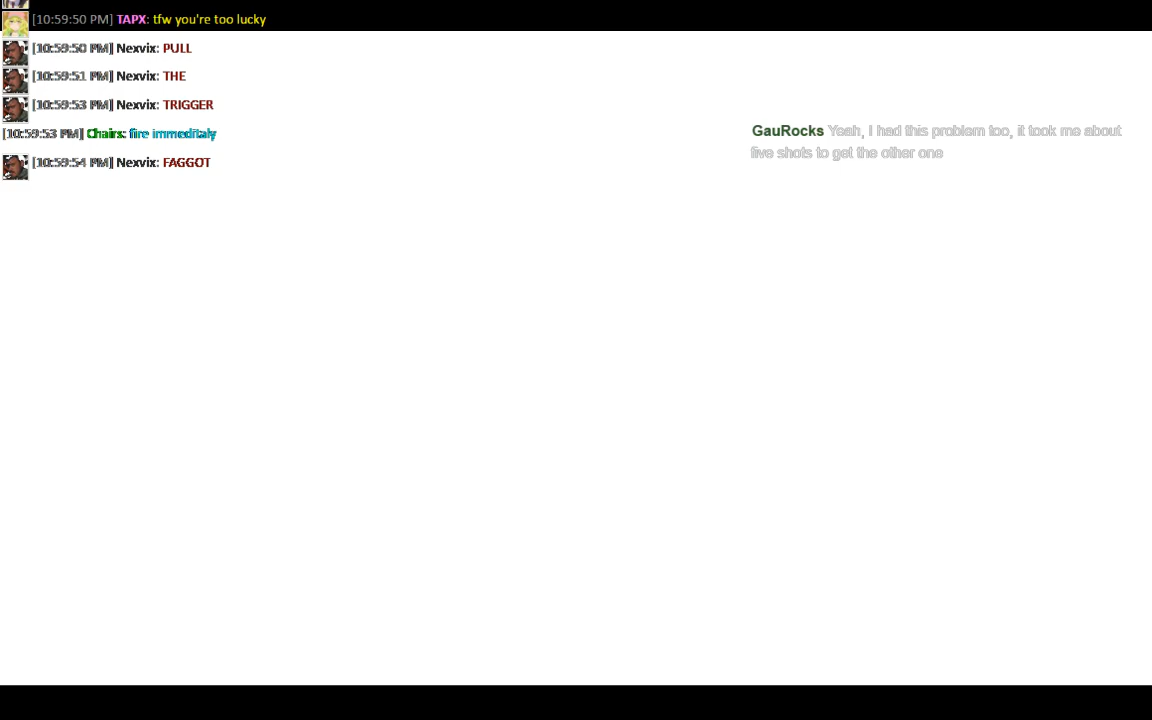 [10:59:50 PM] TAPX: tfw you're too lucky
[10:59:50 PM] Nexvix: PULL
[10:59:51 PM] Nexvix: THE
[10:59:53 PM] Nexvix: TRIGGER
[10:59:53 PM] Chairs: fire immeditaly
[10:59:54 PM] Nexvix: FAGGOT
GauRocks Yeah, I had this problem too, it took me about
five shots to get the other one